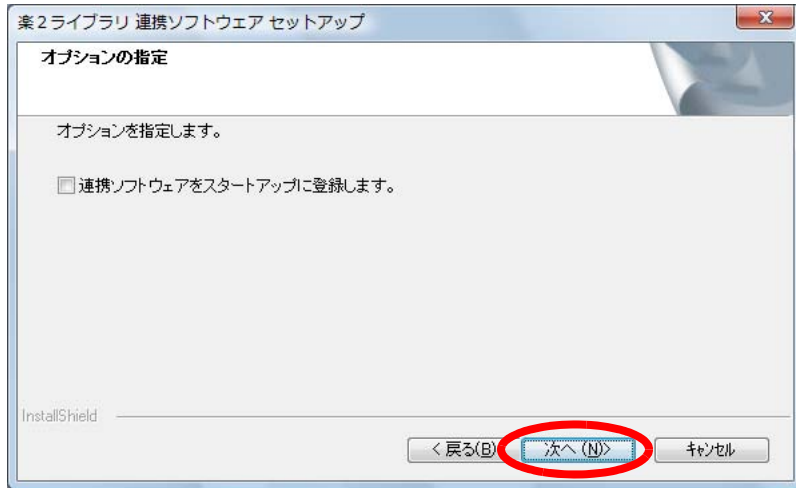 楽2ライブラリ 連携ソフトウェア セットアップ
オプションの指定
オプションを指定します。
連携ソフトウェアをスタートアップに登録します。
InstallShield
< 戻る(B) 次へ (N)> キャンセル